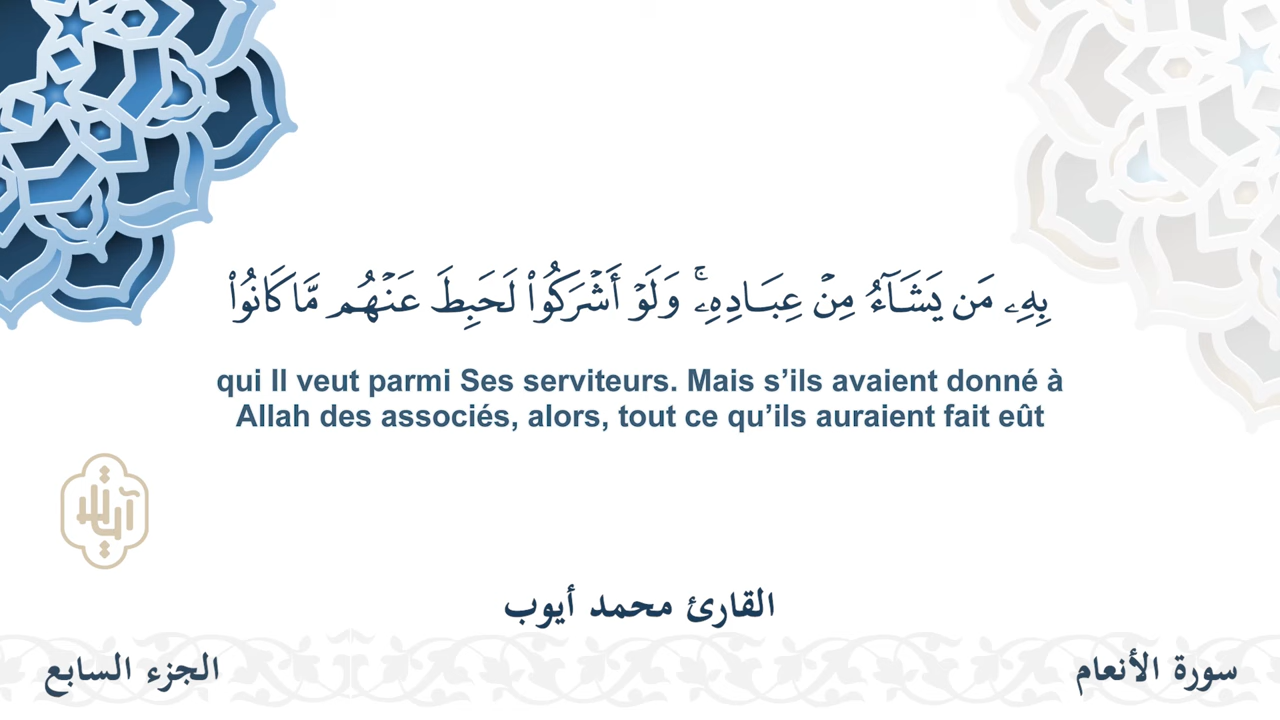 بِهِۦ مَن يَشَآءُ مِنۡ عِبَادِهِۦۚ وَلَوۡ أَشۡرَكُواْ لَحَبِطَ عَنۡهُم مَّا كَانُواْ
qui Il veut parmi Ses serviteurs. Mais s’ils avaient donné à
Allah des associés, alors, tout ce qu’ils auraient fait eût
القارئ محمد أيوب
سورة الأنعام
الجزء السابع